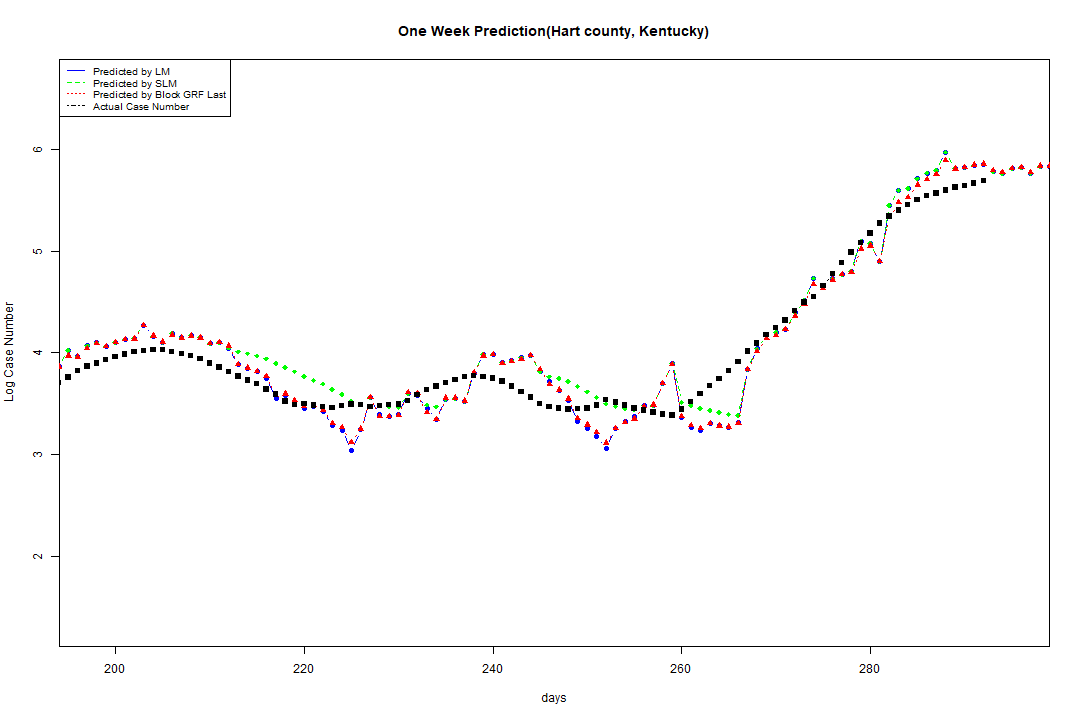 One Week Prediction(Hart county, Kentucky)
Predicted by LM
Predicted by SLM
Predicted by Block GRF Last
Actual Case Number
6
5
4
3
2
Log Case Number
200 220 240 260 280
days